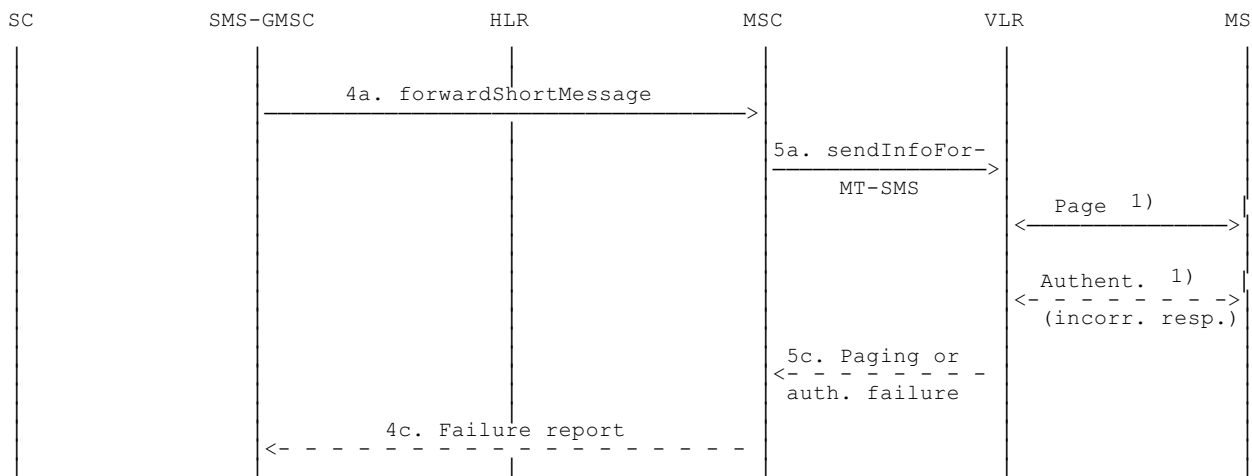 SC SMS-GMSC HLR MSC VLR MS
4a. forwardShortMessage
5a. sendInfoFor-
MT-SMS
Page 1)
Authent. 1)
(incorr. resp.)
5c. Paging or
auth. failure
4c. Failure report